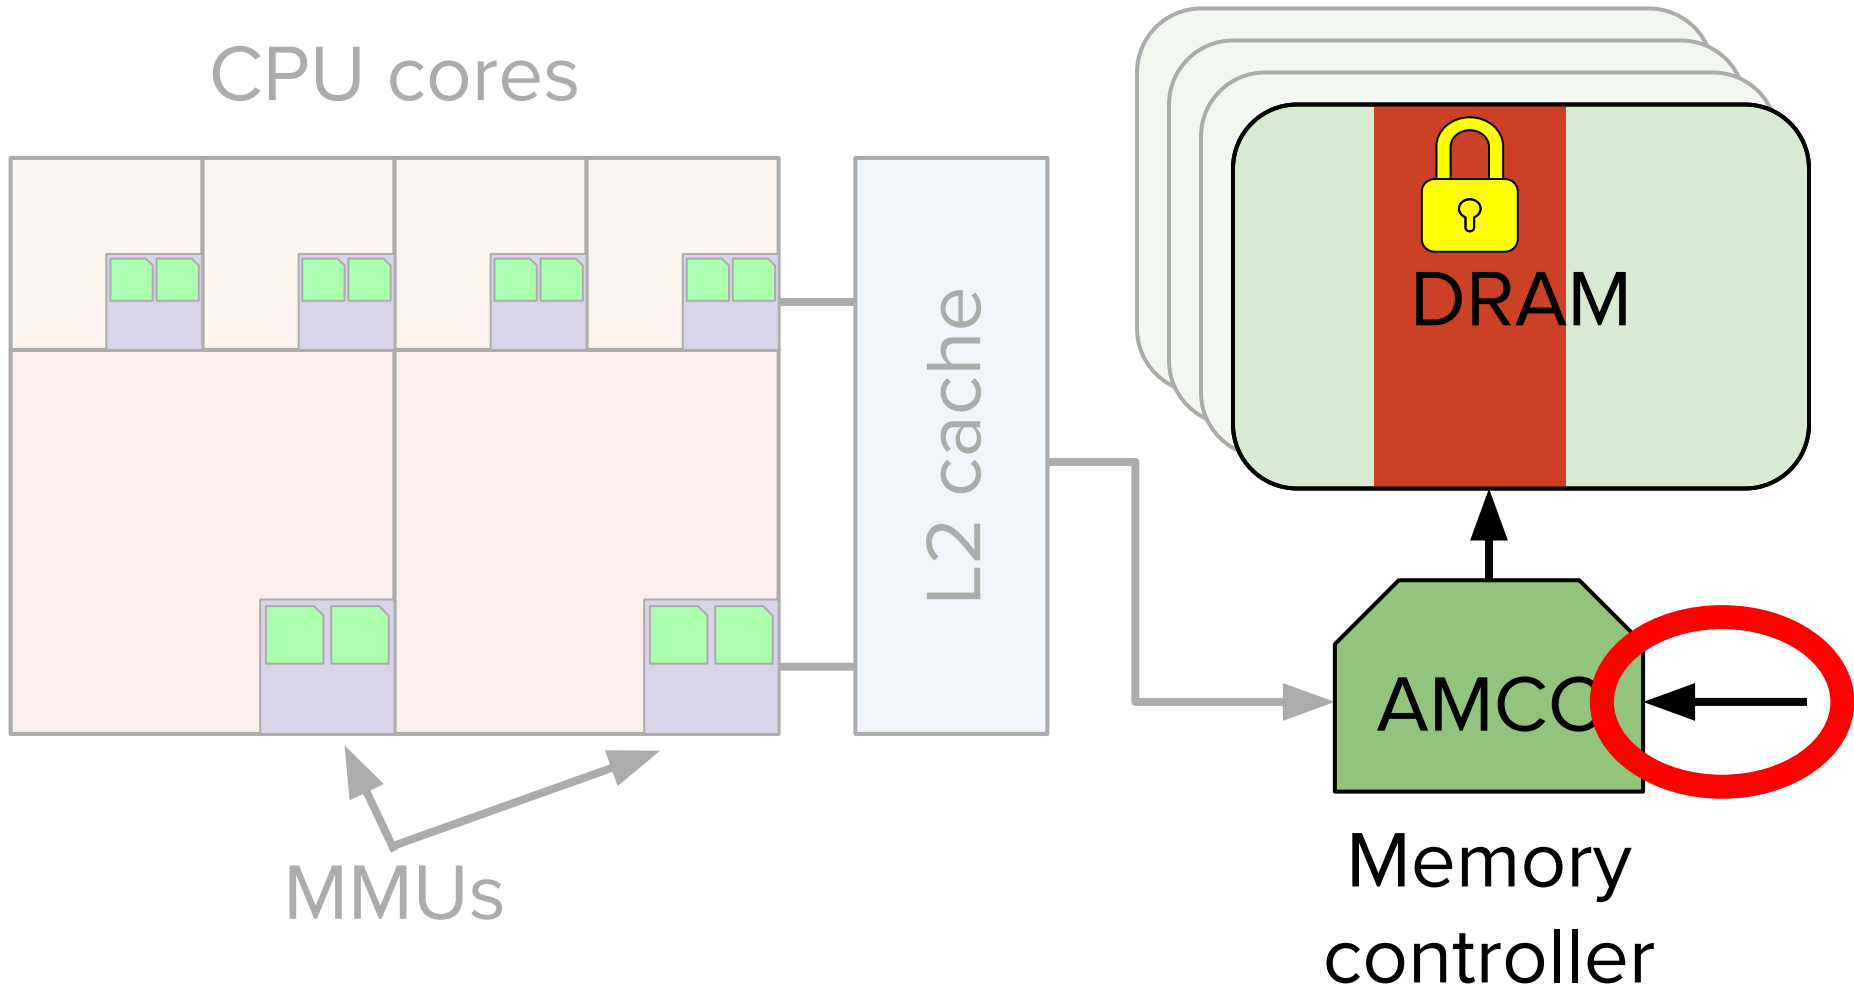 CPU cores
DRAM
L2 cache
AMCC
MMUs
Memory
controller